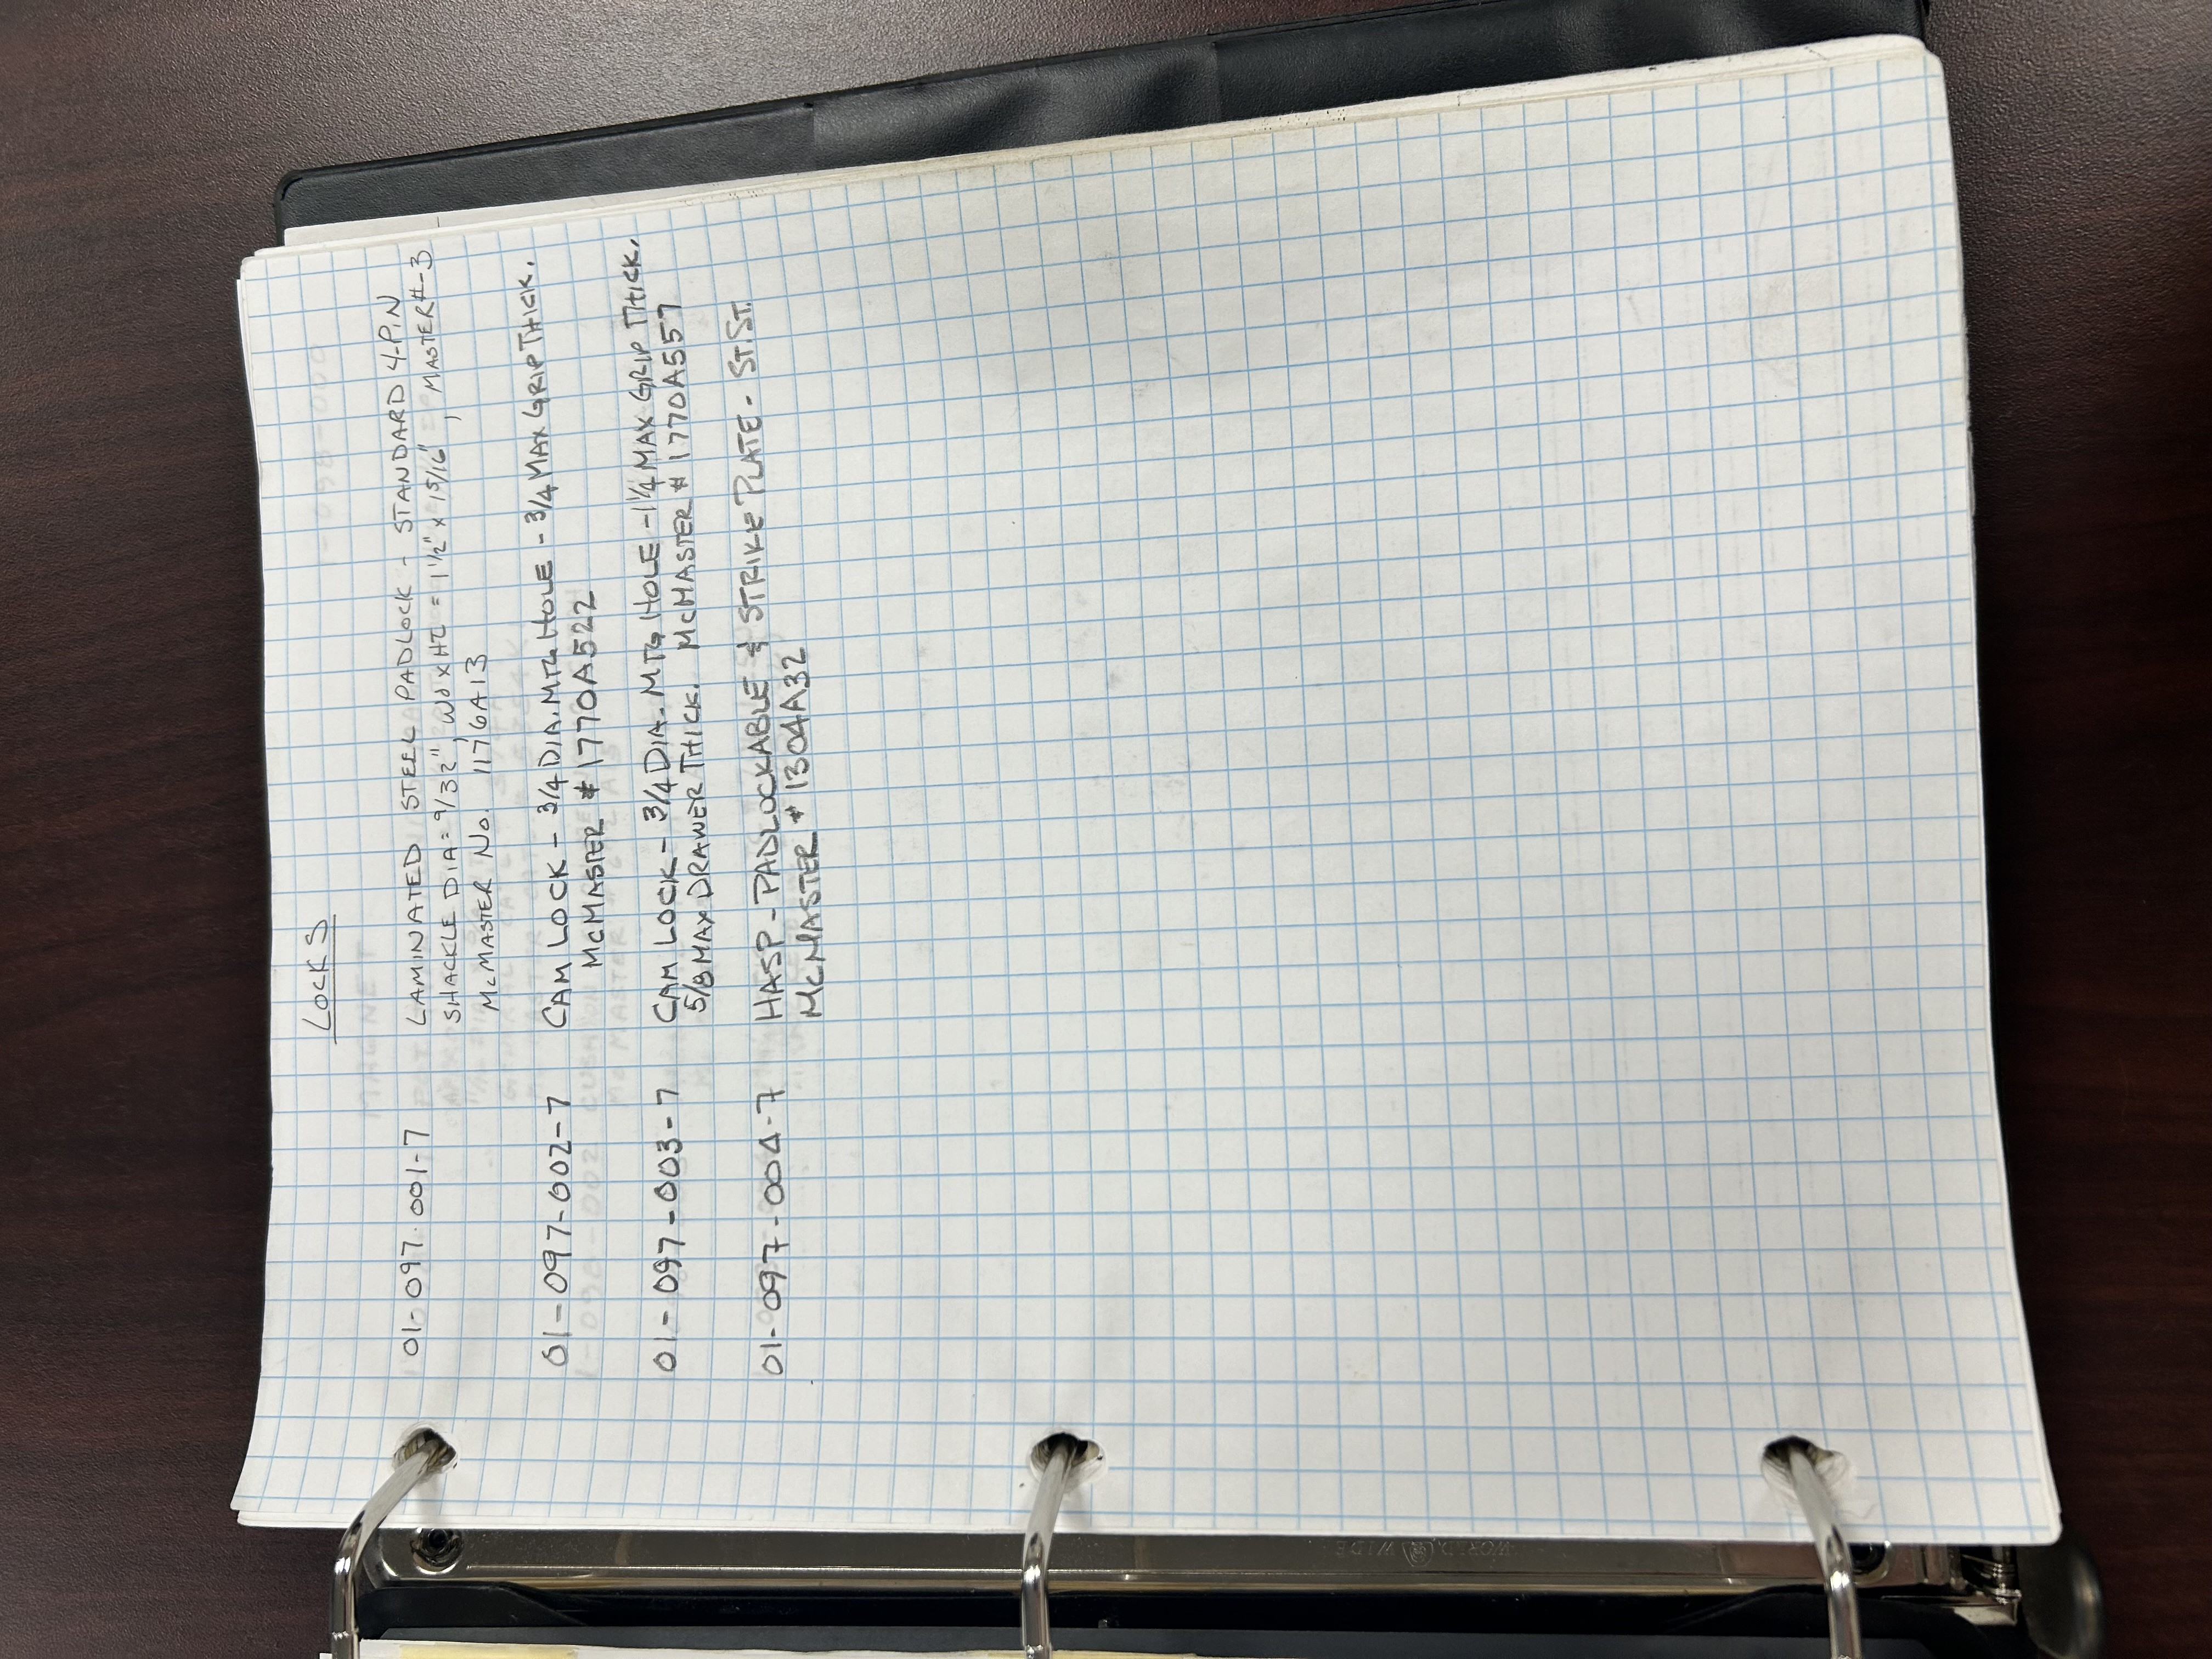 LOCKS
01-097-001-7 LAMINATED STEEL PADLOCK - STANDARD 4-PIN
SHACKLE DIA= 9/32", WD X HT = 1 1/2" X 1 5/16", MASTER#-3
McMASTER No. 1176A13
01-097-002-7 CAM LOCK - 3/4 DIA. MTG HOLE - 3/4 MAX GRIP THICK.
McMASTER # 1770A522
01-097-003-7 CAM LOCK - 3/4 DIA. MTG HOLE - 1 1/4 MAX GRIP THICK.
5/8 MAX DRAWER THICK. McMASTER # 1770A557
01-097-004-7 HASP - PADLOCKABLE & STRIKE PLATE - ST. ST.
McMASTER # 1304A32
WORLD WIDE